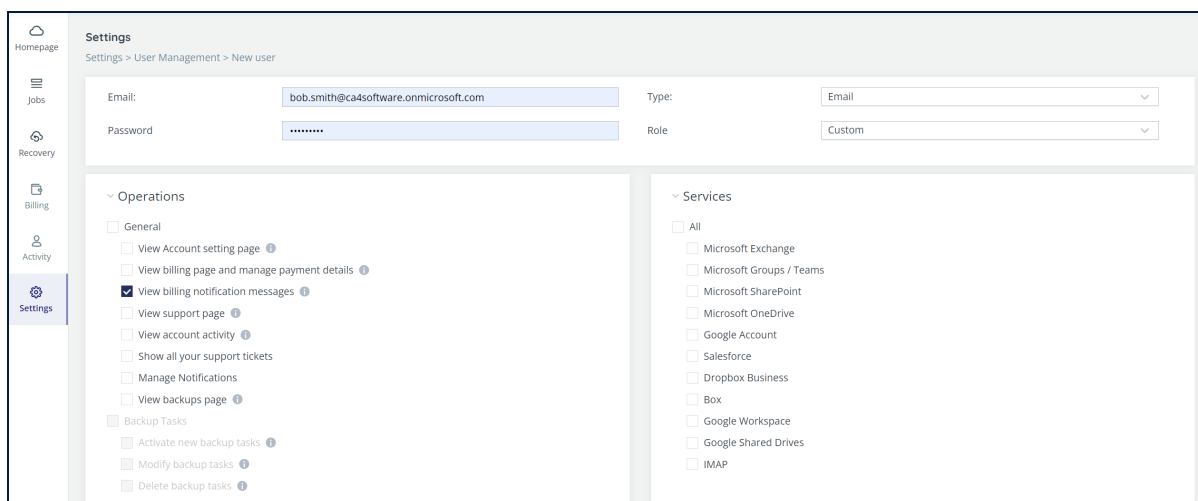 Homepage
Jobs
Recovery
Billing
Activity
Settings
Settings
Settings > User Management > New user
Email:
bob.smith@ca4software.onmicrosoft.com
Type:
Email
Password
•••••••••
Role
Custom
Operations
General
View Account setting page
View billing page and manage payment details
View billing notification messages
View support page
View account activity
Show all your support tickets
Manage Notifications
View backups page
Backup Tasks
Activate new backup tasks
Modify backup tasks
Delete backup tasks
Services
All
Microsoft Exchange
Microsoft Groups / Teams
Microsoft SharePoint
Microsoft OneDrive
Google Account
Salesforce
Dropbox Business
Box
Google Workspace
Google Shared Drives
IMAP